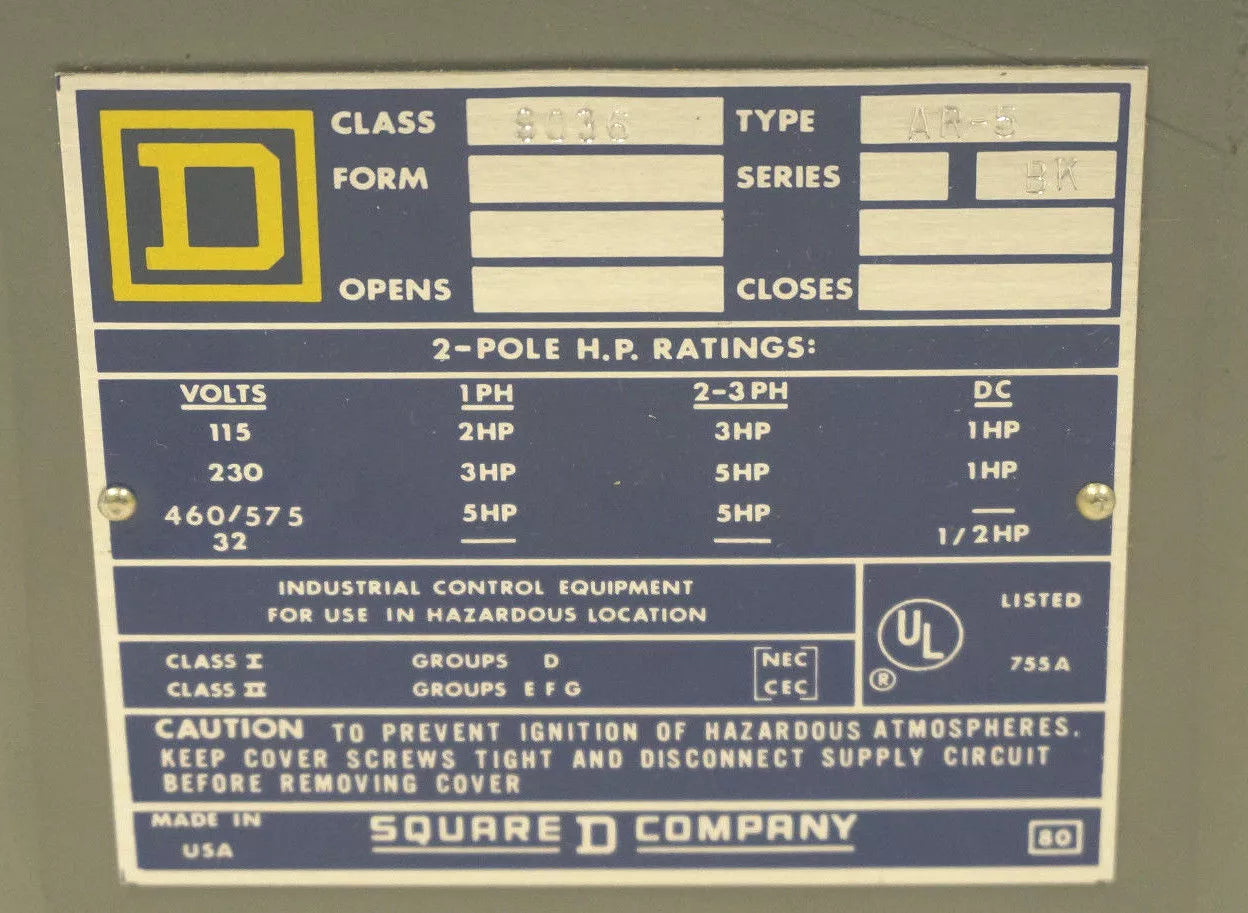 D CLASS 9036 TYPE AR-5
FORM SERIES BK
OPENS CLOSES
2-POLE H.P. RATINGS:
VOLTS 1PH 2-3PH DC
115 2HP 3HP 1HP
230 3HP 5HP 1HP
460/575 5HP 5HP —
32 — — 1/2HP
INDUSTRIAL CONTROL EQUIPMENT
FOR USE IN HAZARDOUS LOCATION
CLASS I GROUPS D NEC
CLASS II GROUPS E F G CEC
UL ® LISTED
755A
CAUTION TO PREVENT IGNITION OF HAZARDOUS ATMOSPHERES.
KEEP COVER SCREWS TIGHT AND DISCONNECT SUPPLY CIRCUIT
BEFORE REMOVING COVER
MADE IN
USA
SQUARE D COMPANY
80